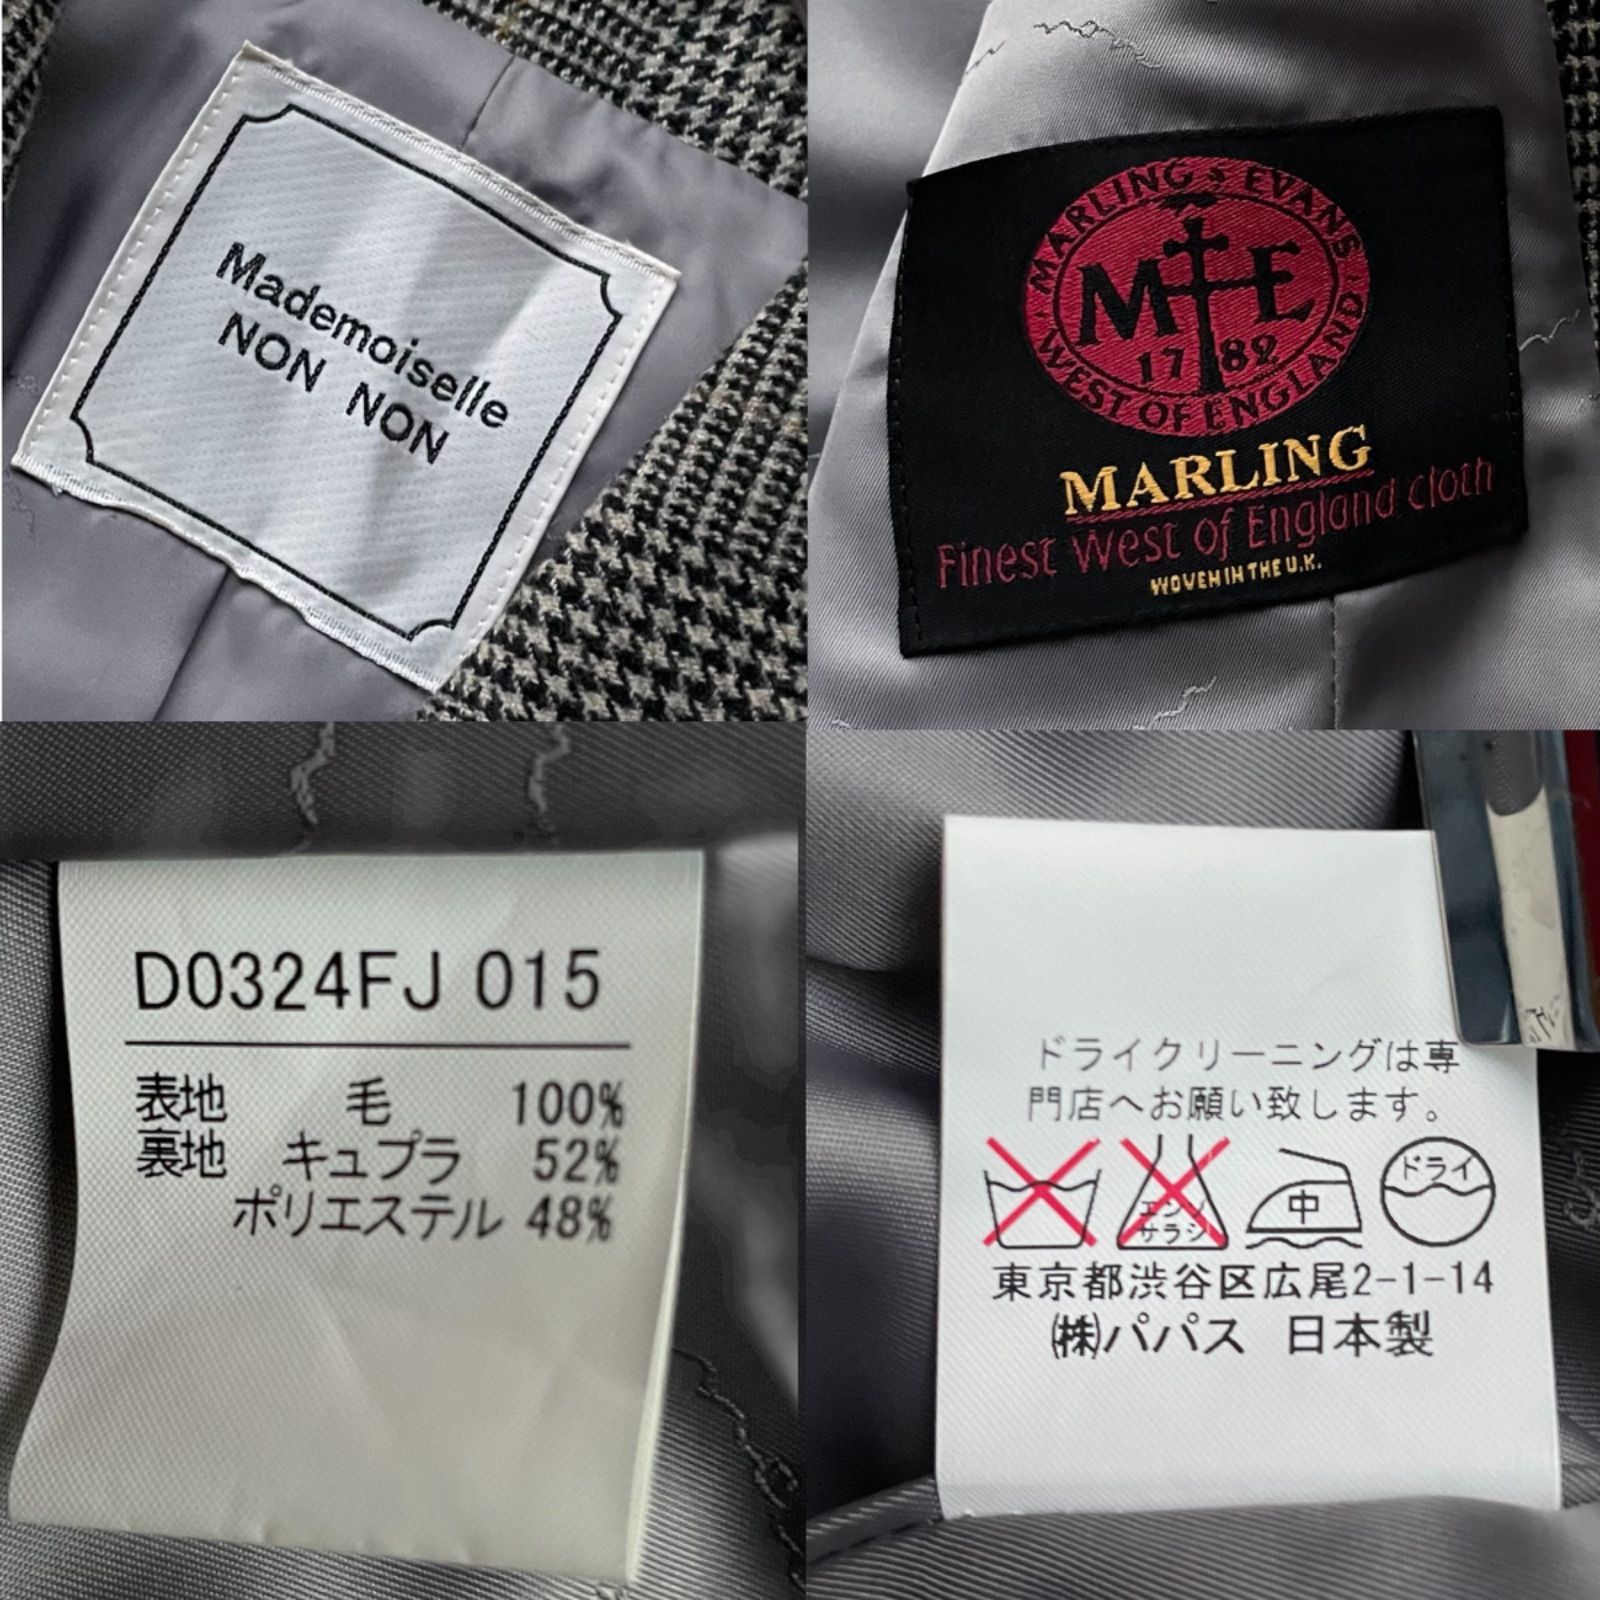 Mademoiselle
NON NON
MARLING & EVANS
M E
1782
WEST OF ENGLAND
MARLING
Finest West of England cloth
WOVEN IN THE U.K.
D0324FJ 015
表地 毛 100%
裏地 キュプラ 52%
ポリエステル 48%
ドライクリーニングは専
門店へお願い致します。
エンソ
サラシ
中
ドライ
東京都渋谷区広尾2-1-14
㈱パパス 日本製